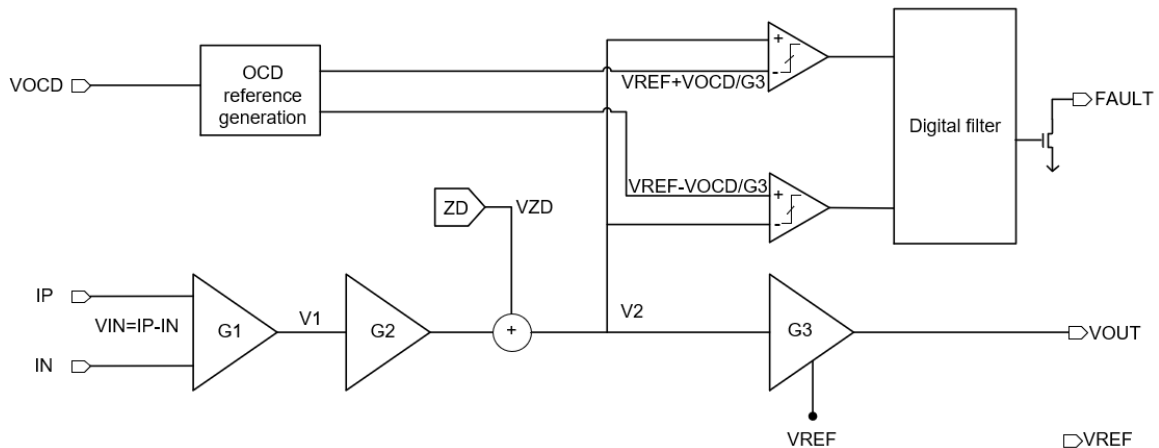 VOCD
OCD
reference
generation
+
-
VREF+VOCD/G3
Digital filter
FAULT
VREF-VOCD/G3
+
-
ZD
VZD
IP
VIN=IP-IN
IN
G1
V1
G2
+
V2
G3
VOUT
VREF
VREF